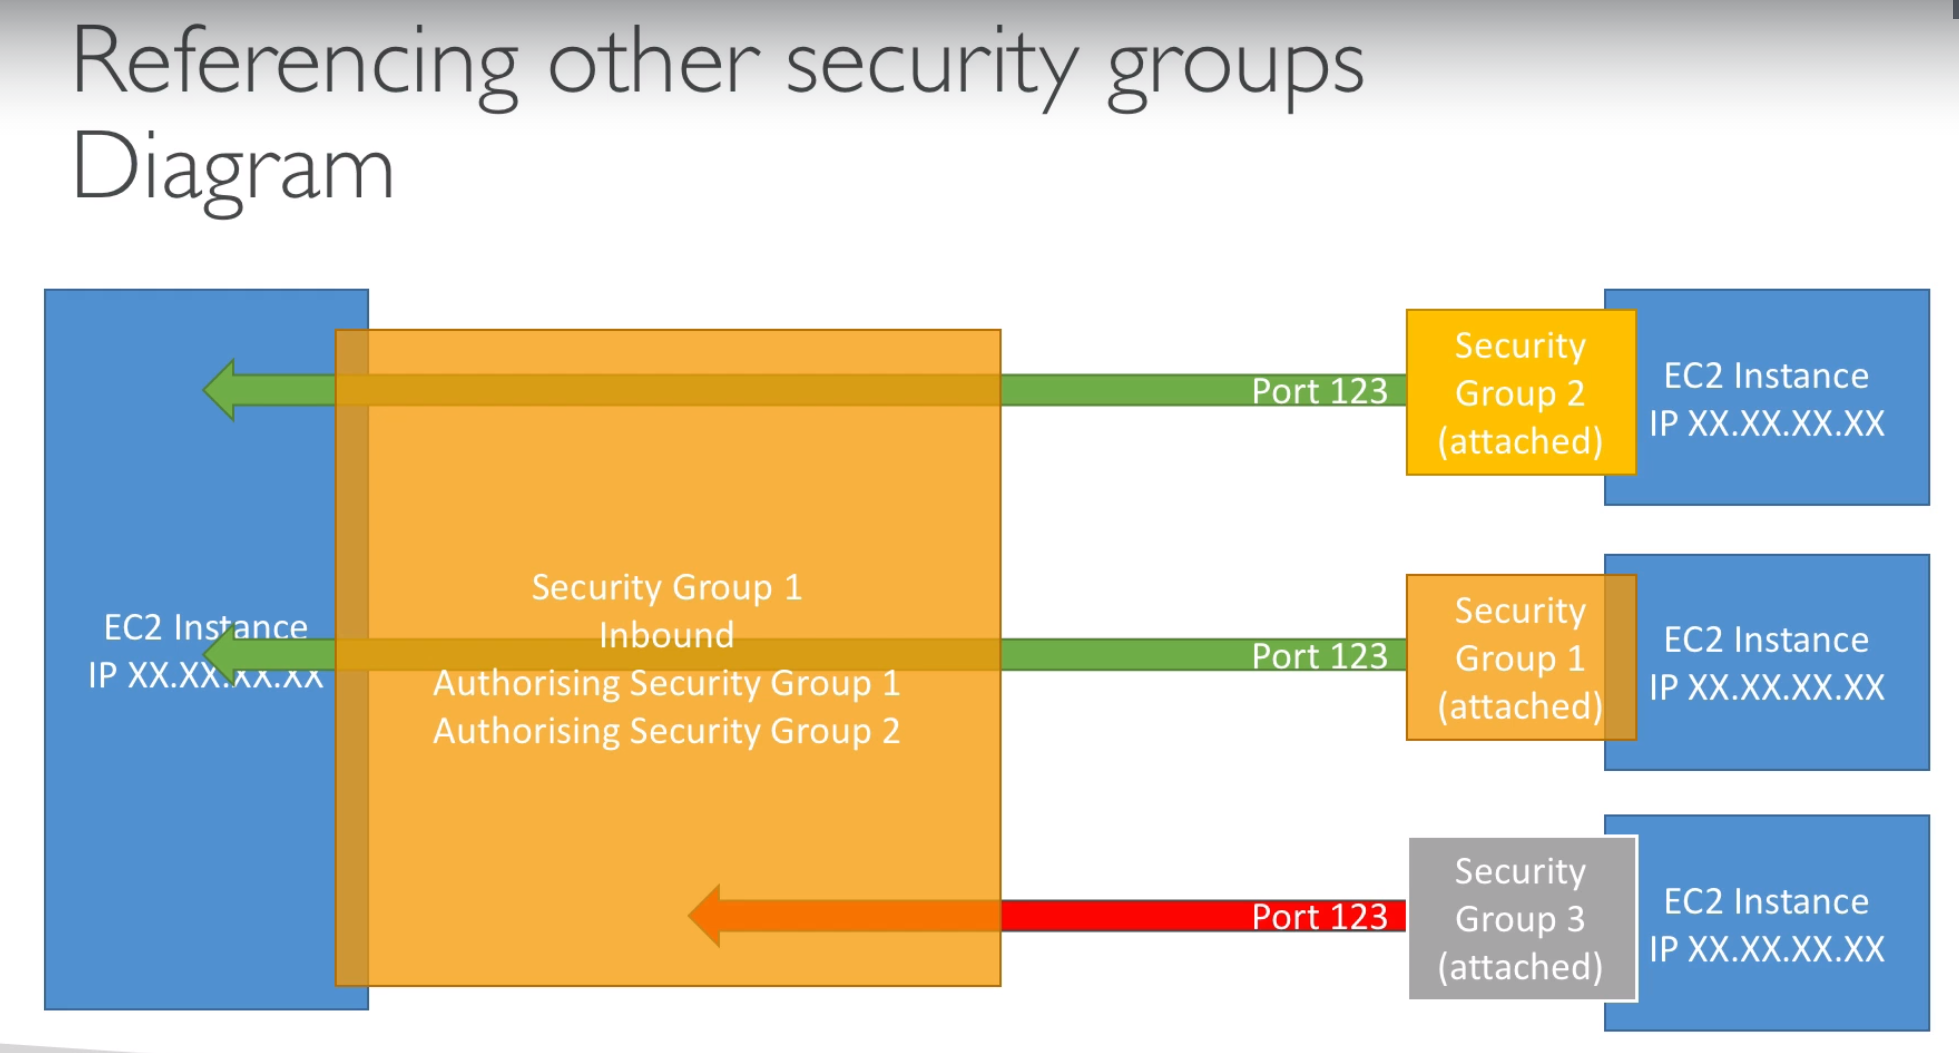 Referencing other security groups
Diagram
EC2 Instance
IP XX.XX.XX.XX
Security Group 1
Inbound
Authorising Security Group 1
Authorising Security Group 2
Port 123
Security
Group 2
(attached)
EC2 Instance
IP XX.XX.XX.XX
Port 123
Security
Group 1
(attached)
EC2 Instance
IP XX.XX.XX.XX
Port 123
Security
Group 3
(attached)
EC2 Instance
IP XX.XX.XX.XX